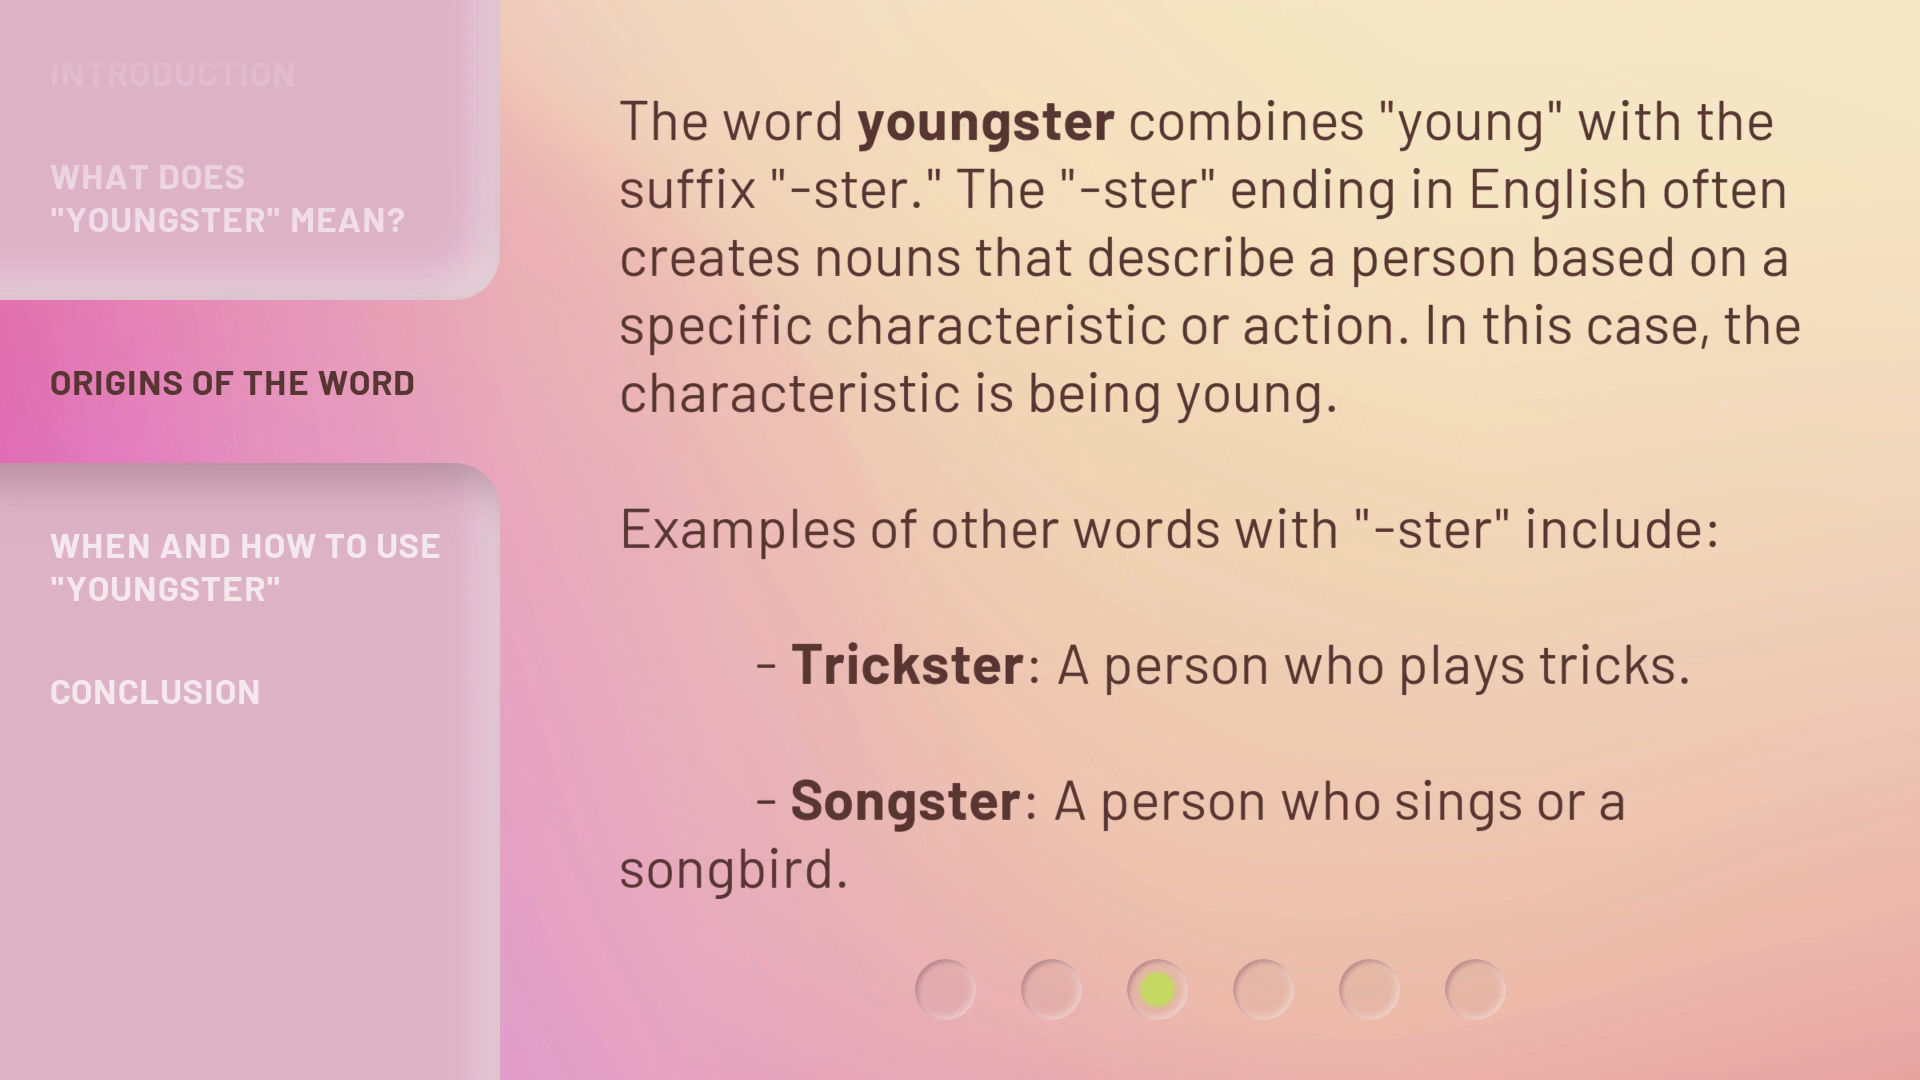 INTRODUCTION
WHAT DOES
"YOUNGSTER" MEAN?
ORIGINS OF THE WORD
WHEN AND HOW TO USE
"YOUNGSTER"
CONCLUSION
The word youngster combines "young" with the
suffix "-ster." The "-ster" ending in English often
creates nouns that describe a person based on a
specific characteristic or action. In this case, the
characteristic is being young.
Examples of other words with "-ster" include:
- Trickster: A person who plays tricks.
- Songster: A person who sings or a
songbird.